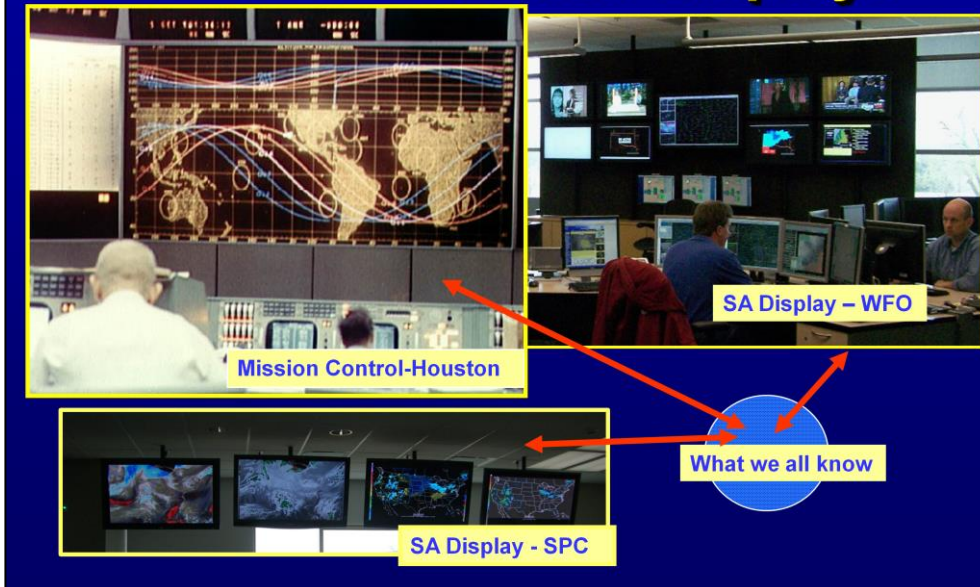 Mission Control-Houston
SA Display – WFO
What we all know
SA Display - SPC